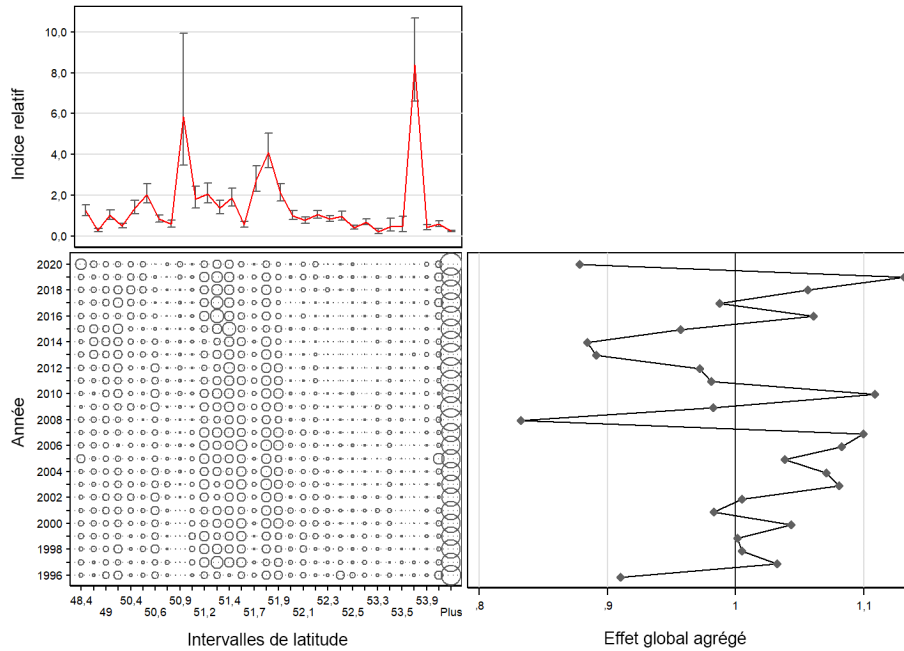 10,0
8,0
6,0
4,0
2,0
0,0
Indice relatif
2020
2018
2016
2014
2012
2010
2008
2006
2004
2002
2000
1998
1996
Année
48,4 50,4 50,9 51,4 51,9 52,3 53,3 53,9
49 50,6 51,2 51,7 52,1 52,5 53,5 Plus
Intervalles de latitude
,8 ,9 1 1,1
Effet global agrégé